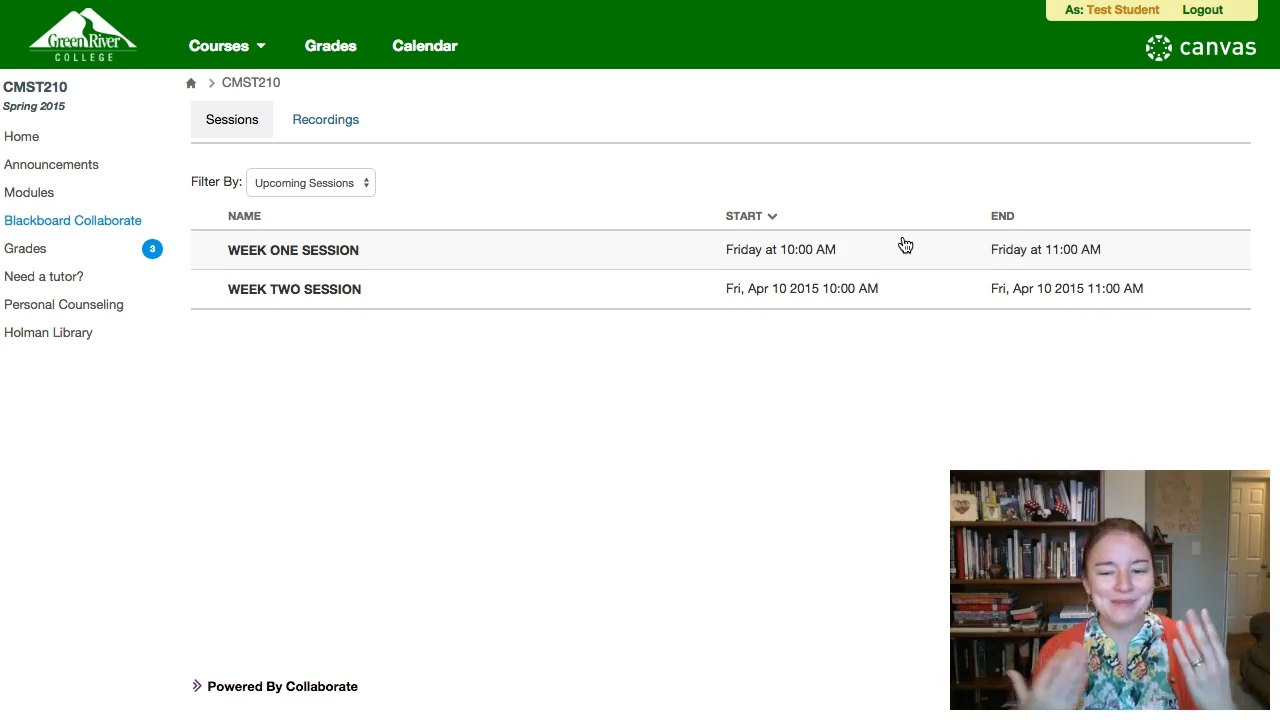 As: Test Student Logout
GreenRiver
COLLEGE
Courses Grades Calendar
canvas
CMST210
Spring 2015
Home
Announcements
Modules
Blackboard Collaborate
Grades 3
Need a tutor?
Personal Counseling
Holman Library
> CMST210
Sessions Recordings
Filter By: Upcoming Sessions
NAME START END
WEEK ONE SESSION Friday at 10:00 AM Friday at 11:00 AM
WEEK TWO SESSION Fri, Apr 10 2015 10:00 AM Fri, Apr 10 2015 11:00 AM
Powered By Collaborate